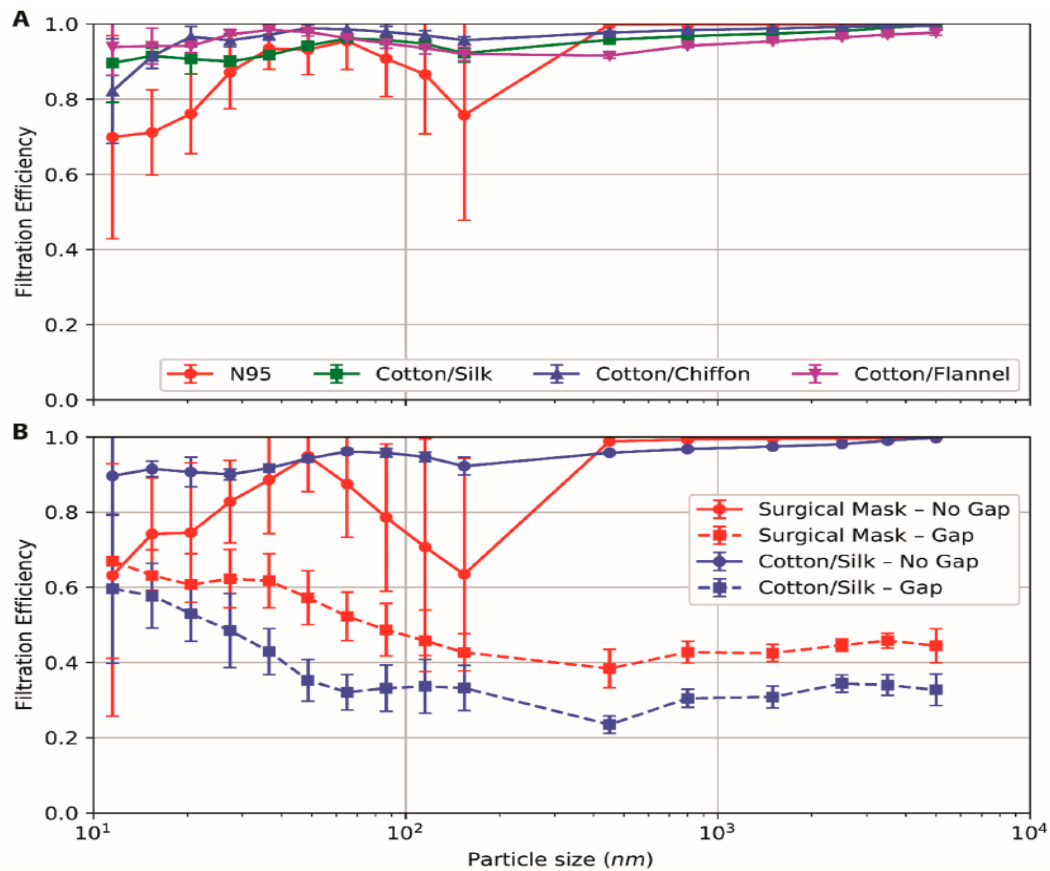 A
Filtration Efficiency
1.0
0.8
0.6
0.4
0.2
0.0
N95 Cotton/Silk Cotton/Chiffon Cotton/Flannel
B
Filtration Efficiency
1.0
0.8
0.6
0.4
0.2
0.0
Surgical Mask – No Gap
Surgical Mask – Gap
Cotton/Silk – No Gap
Cotton/Silk – Gap
10¹ 10² 10³ 10⁴
Particle size (nm)